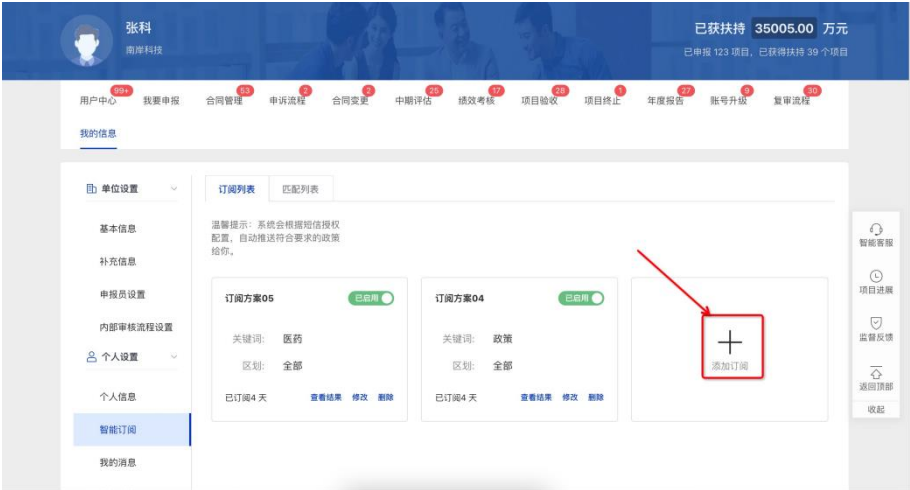 张科
南岸科技
已获扶持 35005.00 万元
已申报 123 项目，已获得扶持 39 个项目
用户中心 99+ 我要申报 合同管理 53 申诉流程 2 合同变更 2 中期评估 25 绩效考核 17 项目验收 28 项目终止 1 年度报告 27 账号升级 9 复审流程 30
我的信息
单位设置
基本信息
补充信息
申报员设置
内部审核流程设置
个人设置
个人信息
智能订阅
我的消息
订阅列表 匹配列表
温馨提示：系统会根据短信授权
配置，自动推送符合要求的政策
给你。
订阅方案05 已启用
关键词: 医药
区划: 全部
已订阅4 天 查看结果 修改 删除
订阅方案04 已启用
关键词: 政策
区划: 全部
已订阅4 天 查看结果 修改 删除
添加订阅
智能客服
项目进展
监督反馈
返回顶部
收起